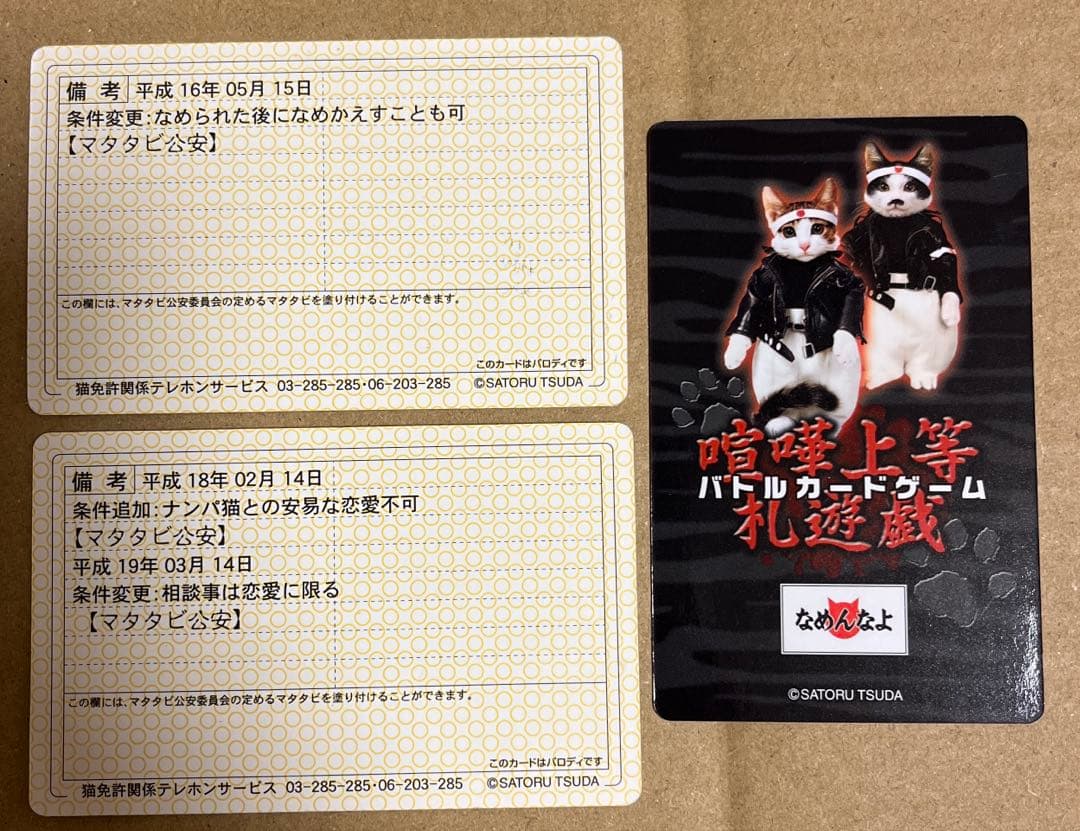 備考 平成 16年 05月 15日
条件変更:なめられた後になめかえすことも可
【マタタビ公安】
この欄には、マタタビ公安委員会の定めるマタタビを塗り付けることができます。
このカードはパロディです
猫免許関係テレホンサービス 03-285-285・06-203-285 ©SATORU TSUDA
備考 平成 18年 02月 14日
条件追加:ナンパ猫との安易な恋愛不可
【マタタビ公安】
平成 19年 03月 14日
条件変更:相談事は恋愛に限る
【マタタビ公安】
この欄には、マタタビ公安委員会の定めるマタタビを塗り付けることができます。
このカードはパロディです
猫免許関係テレホンサービス 03-285-285・06-203-285 ©SATORU TSUDA
喧嘩上等
バトルカードゲーム
札遊戯
なめんなよ
©SATORU TSUDA